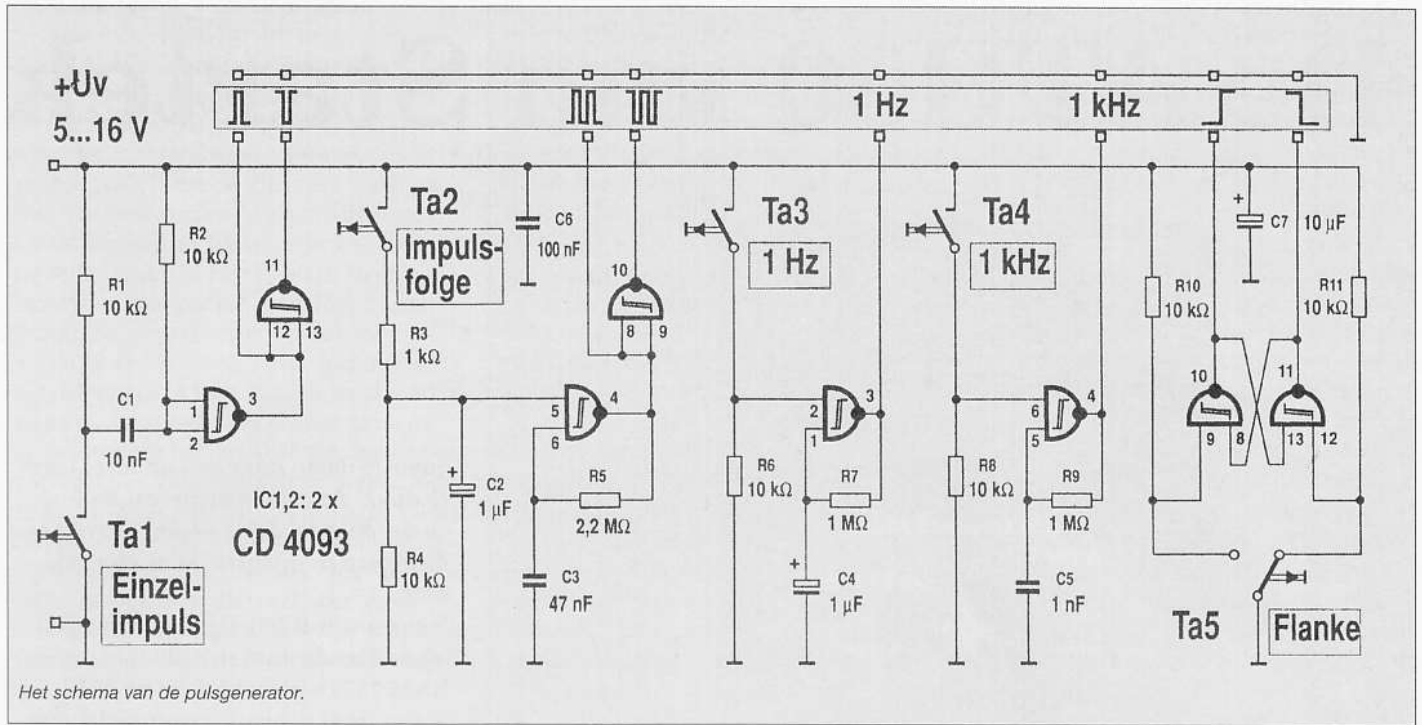 +Uv
5...16 V
1 Hz
1 kHz
R1
10 kΩ
R2
10 kΩ
C1
10 nF
11
12 13
1
2
3
Ta1
Einzel-
impuls
IC1,2: 2 x
CD 4093
Ta2
Impuls-
folge
R3
1 kΩ
R4
10 kΩ
C2
1 µF
C6
100 nF
10
8 9
5
6
4
R5
2,2 MΩ
C3
47 nF
Ta3
1 Hz
R6
10 kΩ
2
1
3
R7
1 MΩ
C4
1 µF
+
Ta4
1 kHz
R8
10 kΩ
6
5
4
R9
1 MΩ
C5
1 nF
R10
10 kΩ
C7 10 µF
+
R11
10 kΩ
10
9 8
11
13 12
Ta5
Flanke
+
Het schema van de pulsgenerator.